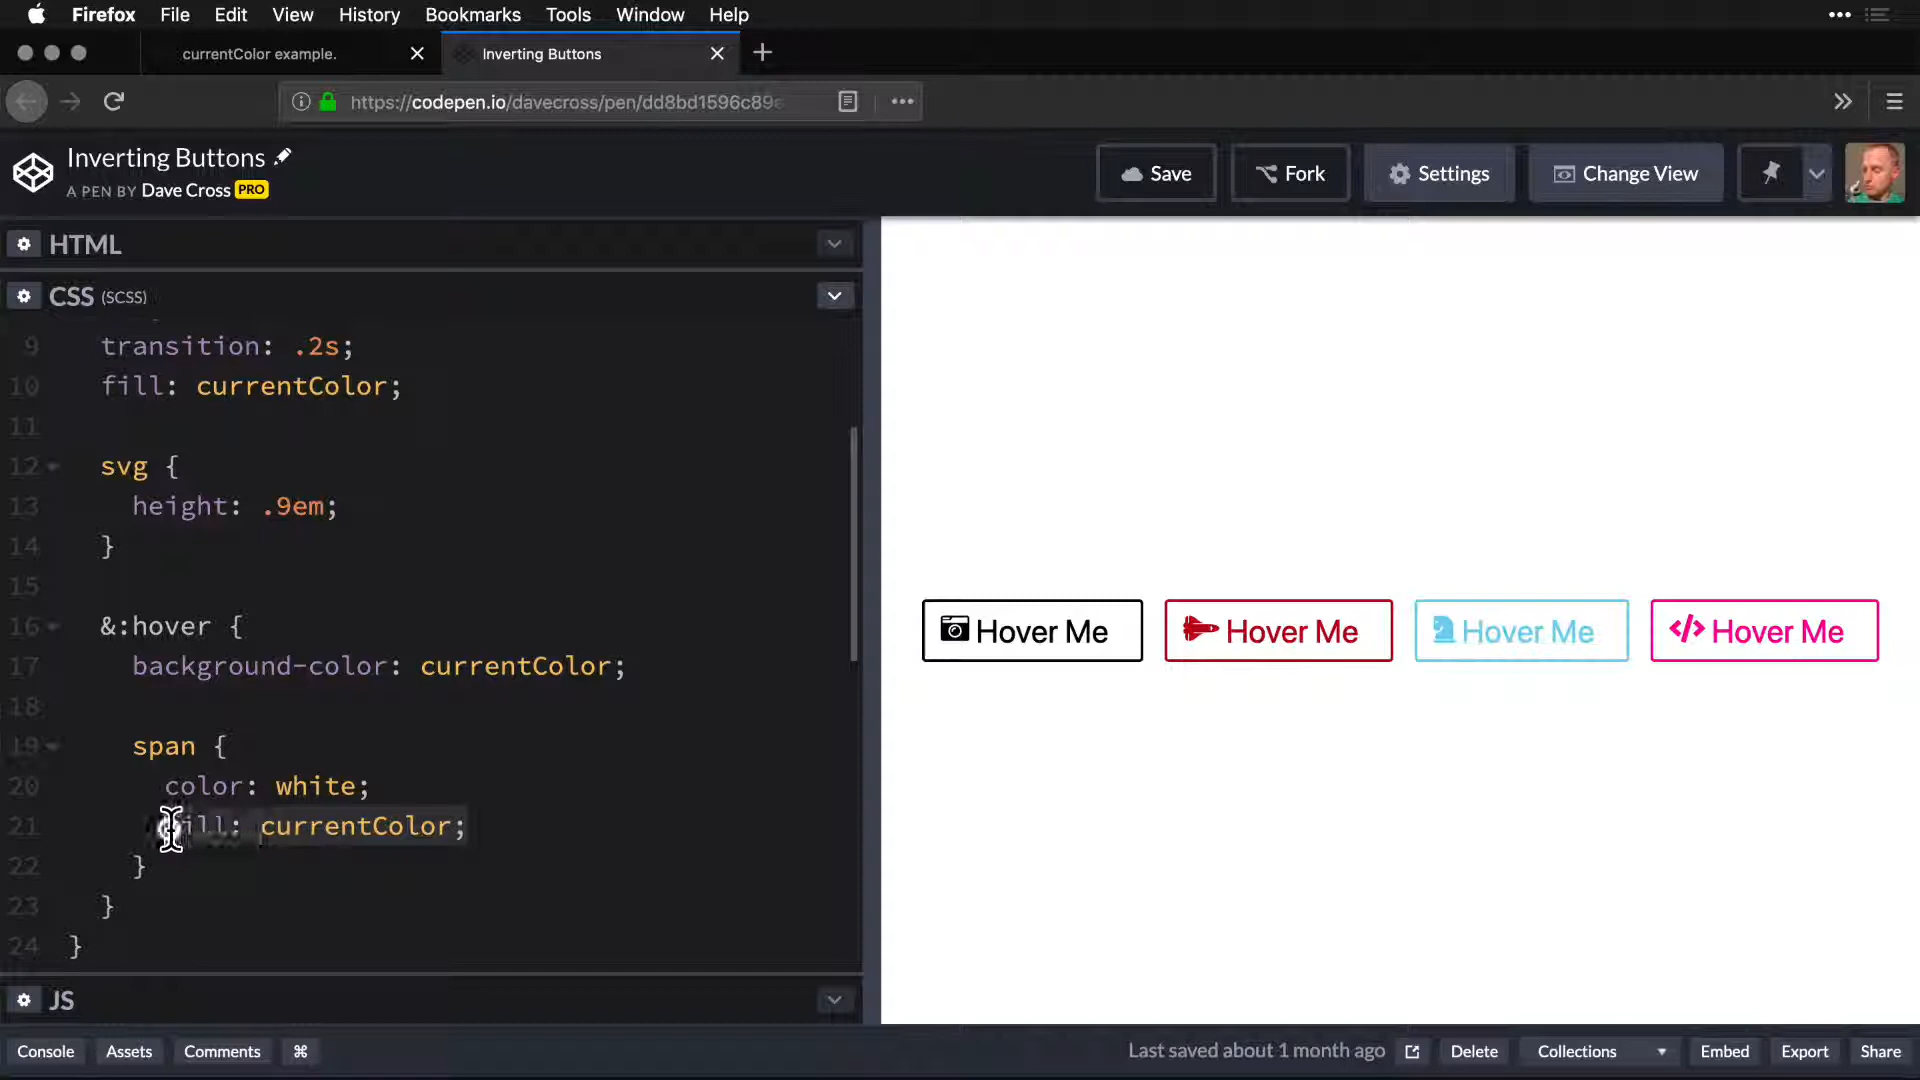 Firefox File Edit View History Bookmarks Tools Window Help
currentColor example.
Inverting Buttons
https://codepen.io/davecross/pen/dd8bd1596c89
Inverting Buttons
A PEN BY Dave Cross PRO
Save
Fork
Settings
Change View
HTML
CSS (SCSS)
9 transition: .2s;
10 fill: currentColor;
11
12 svg {
13 height: .9em;
14 }
15
16 &:hover {
17 background-color: currentColor;
18
19 span {
20 color: white;
21 fill: currentColor;
22 }
23 }
24 }
JS
Hover Me
Hover Me
Hover Me
Hover Me
Console Assets Comments ⌘
Last saved about 1 month ago
Delete Collections Embed Export Share